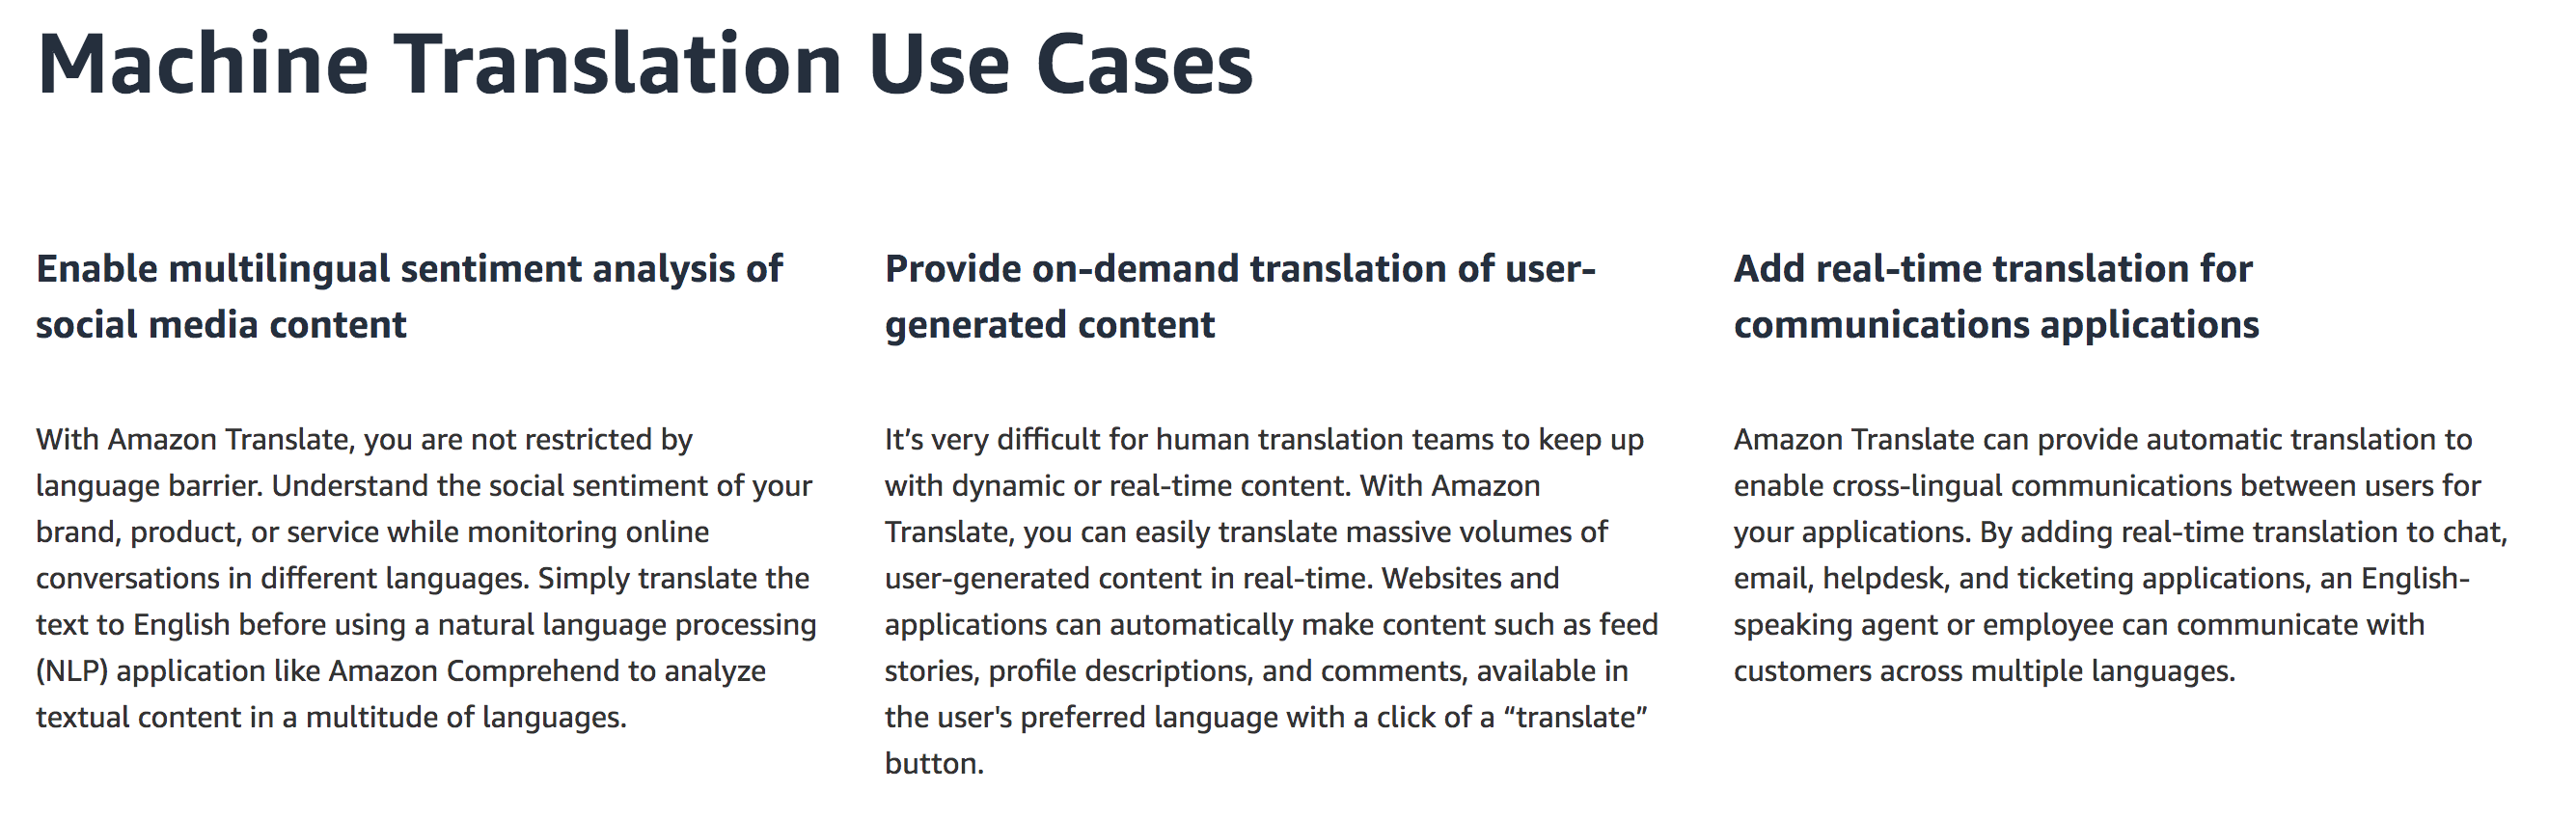 Machine Translation Use Cases
Enable multilingual sentiment analysis of
social media content
With Amazon Translate, you are not restricted by
language barrier. Understand the social sentiment of your
brand, product, or service while monitoring online
conversations in different languages. Simply translate the
text to English before using a natural language processing
(NLP) application like Amazon Comprehend to analyze
textual content in a multitude of languages.
Provide on-demand translation of user-
generated content
It’s very difficult for human translation teams to keep up
with dynamic or real-time content. With Amazon
Translate, you can easily translate massive volumes of
user-generated content in real-time. Websites and
applications can automatically make content such as feed
stories, profile descriptions, and comments, available in
the user's preferred language with a click of a “translate”
button.
Add real-time translation for
communications applications
Amazon Translate can provide automatic translation to
enable cross-lingual communications between users for
your applications. By adding real-time translation to chat,
email, helpdesk, and ticketing applications, an English-
speaking agent or employee can communicate with
customers across multiple languages.